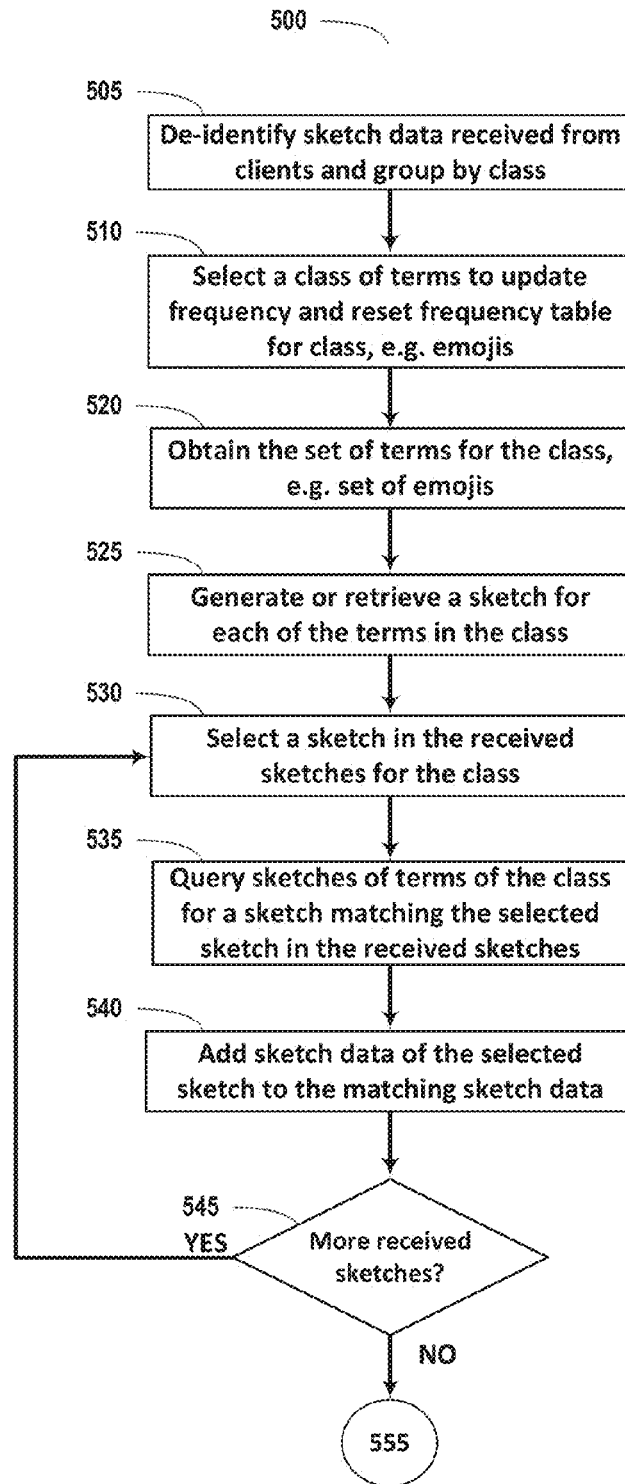 500
505
De-identify sketch data received from
clients and group by class
510
Select a class of terms to update
frequency and reset frequency table
for class, e.g. emojis
520
Obtain the set of terms for the class,
e.g. set of emojis
525
Generate or retrieve a sketch for
each of the terms in the class
530
Select a sketch in the received
sketches for the class
535
Query sketches of terms of the class
for a sketch matching the selected
sketch in the received sketches
540
Add sketch data of the selected
sketch to the matching sketch data
545
YES
More received
sketches?
NO
555